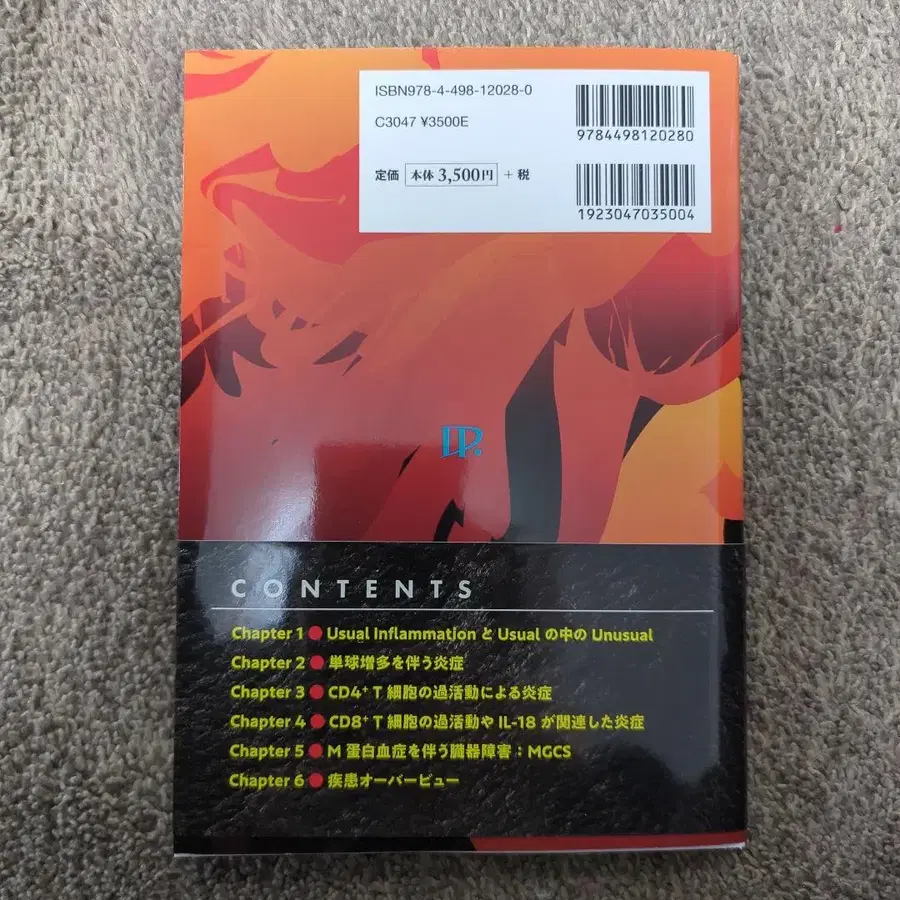 ISBN978-4-498-12028-0
C3047 ¥3500E
9784498120280
定価 本体 3,500円 + 税
1923047035004
CONTENTS
Chapter 1 ● Usual Inflammation と Usual の中の Unusual
Chapter 2 ● 単球増多を伴う炎症
Chapter 3 ● CD4⁺ T 細胞の過活動による炎症
Chapter 4 ● CD8⁺ T 細胞の過活動や IL-18 が関連した炎症
Chapter 5 ● M 蛋白血症を伴う臓器障害：MGCS
Chapter 6 ● 疾患オーバービュー